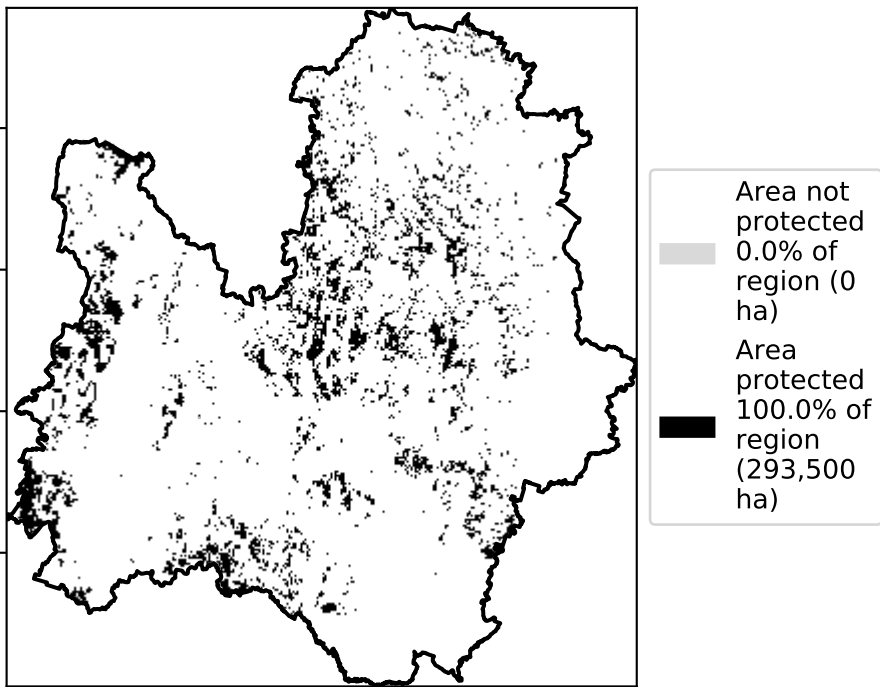 Area not
protected
0.0% of
region (0
ha)
Area
protected
100.0% of
region
(293,500
ha)